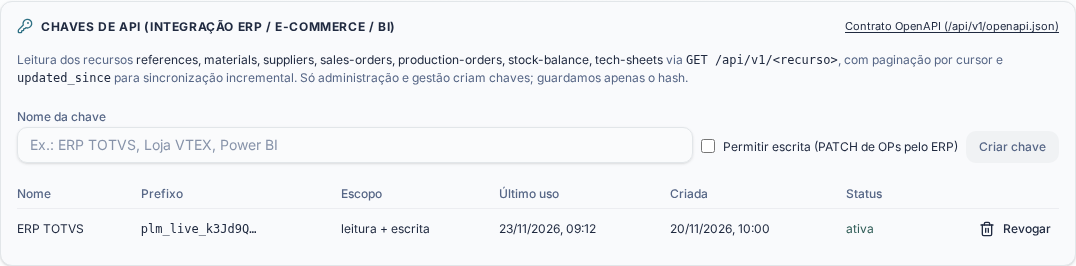 CHAVES DE API (INTEGRAÇÃO ERP / E-COMMERCE / BI)
Contrato OpenAPI (/api/v1/openapi.json)
Leitura dos recursos references, materials, suppliers, sales-orders, production-orders, stock-balance, tech-sheets via GET /api/v1/<recurso>, com paginação por cursor e
updated_since para sincronização incremental. Só administração e gestão criam chaves; guardamos apenas o hash.
Nome da chave
Ex.: ERP TOTVS, Loja VTEX, Power BI
Permitir escrita (PATCH de OPs pelo ERP)
Criar chave
Nome Prefixo Escopo Último uso Criada Status
ERP TOTVS plm_live_k3Jd9Q… leitura + escrita 23/11/2026, 09:12 20/11/2026, 10:00 ativa Revogar